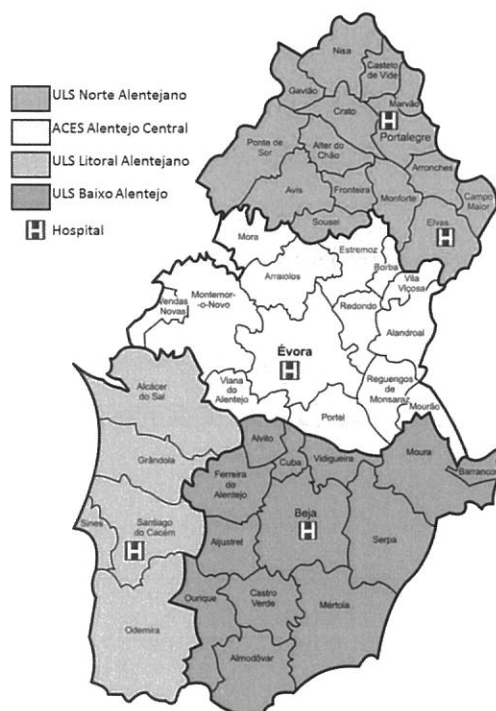 ULS Norte Alentejano
ACES Alentejo Central
ULS Litoral Alentejano
ULS Baixo Alentejo
H Hospital
Nisa
Castelo
de Vide
Gavião
Crato
Marvão
H
Portalegre
Ponte de
Sor
Alter do
Chão
Arronches
Avis
Fronteira
Monforte
Campo
Maior
Sousel
Elvas
H
Mora
Estremoz
Borba
Vila
Viçosa
Arraiolos
Montemor
-o-Novo
Vendas
Novas
Redondo
Alandroal
Évora
H
Viana
do
Alentejo
Reguengos
de
Monsaraz
Portel
Mourão
Alcácer
do Sal
Alvito
Cuba
Vidigueira
Moura
Barrancos
Grândola
Ferreira
do
Alentejo
Beja
H
Sines
Santiago
do Cacém
H
Aljustrel
Serpa
Ourique
Castro
Verde
Mértola
Odemira
Almodôvar